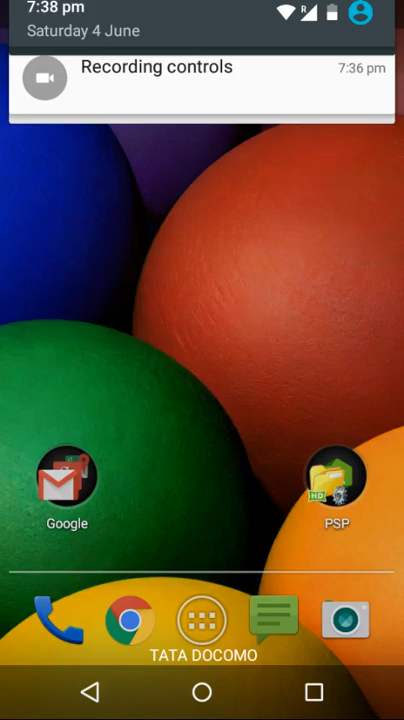 7:38 pm
R
Saturday 4 June
Recording controls
7:36 pm
Google
PSP
HD
TATA DOCOMO